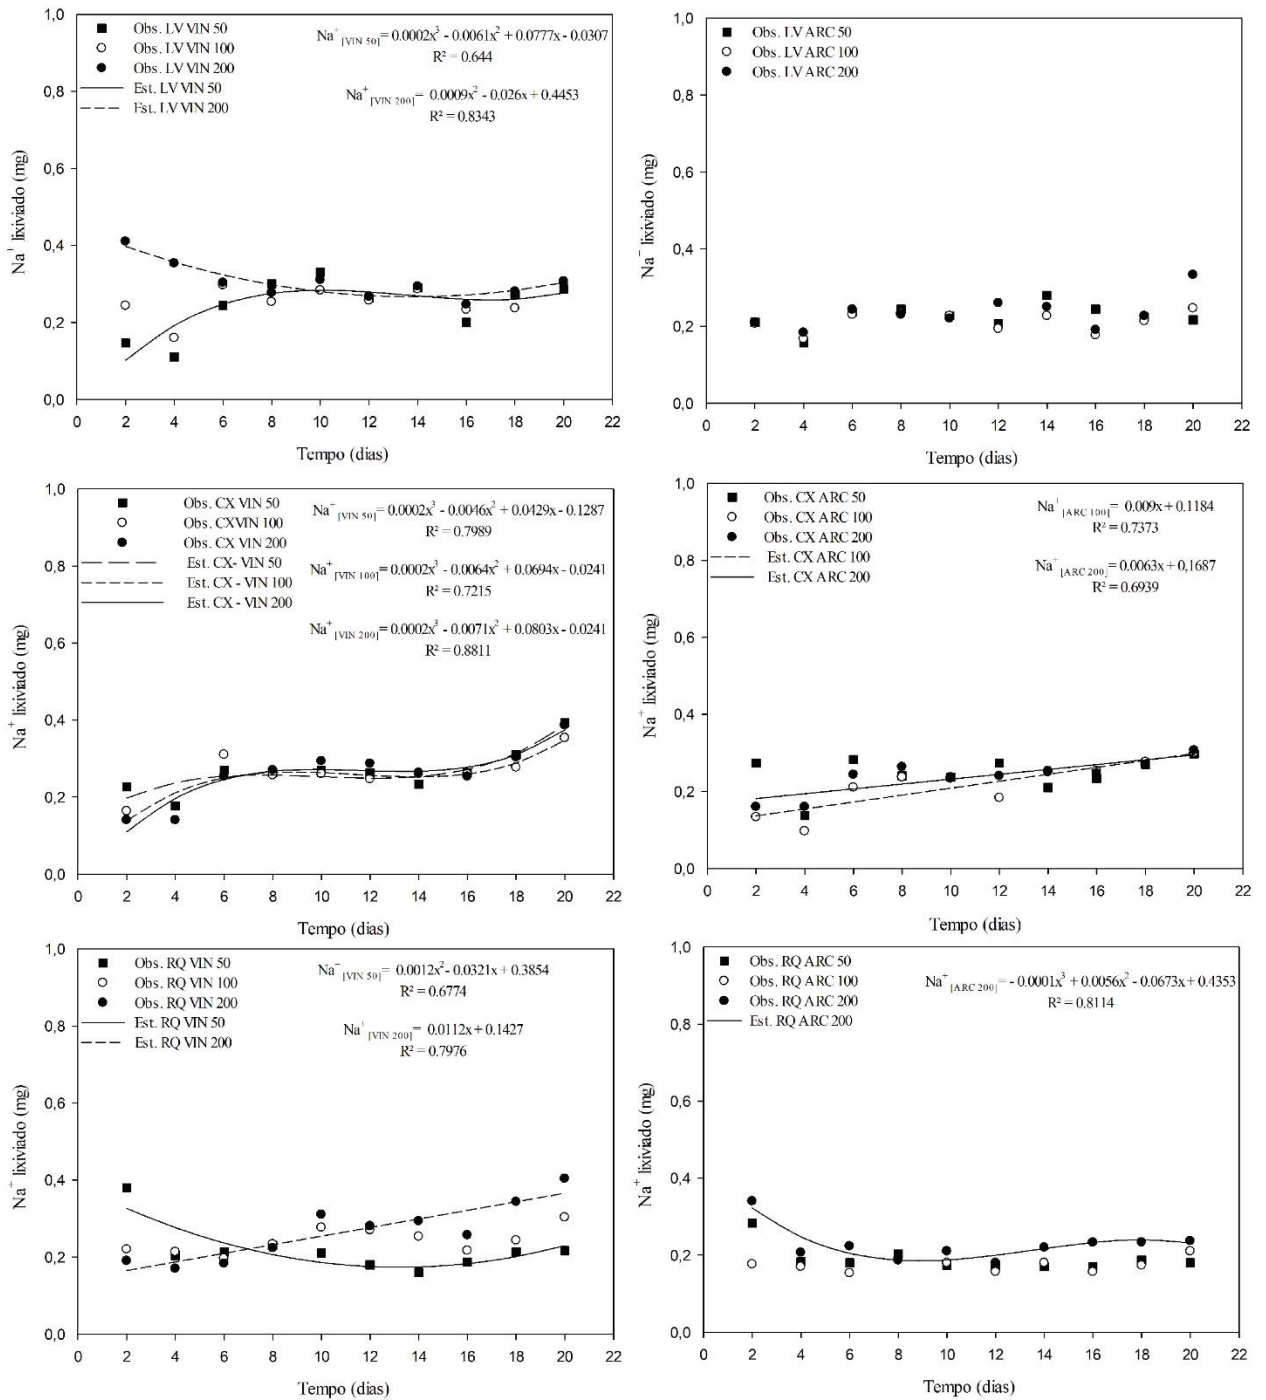 Obs. LV VIN 50
Obs. LV VIN 100
Obs. LV VIN 200
Est. LV VIN 50
Est. LV VIN 200
Na⁺ [VIN 50] = 0.0002x³ - 0.0061x² + 0.0777x - 0.0307
R² = 0.644
Na⁺ [VIN 200] = 0.0009x² - 0.026x + 0.4453
R² = 0.8343
1,0
0,8
0,6
0,4
0,2
0,0
Na⁺ lixiviado (mg)
0 2 4 6 8 10 12 14 16 18 20 22
Tempo (dias)
Obs. LV ARC 50
Obs. LV ARC 100
Obs. LV ARC 200
1,0
0,8
0,6
0,4
0,2
0,0
Na⁺ lixiviado (mg)
0 2 4 6 8 10 12 14 16 18 20 22
Tempo (dias)
Obs. CX VIN 50
Obs. CXVIN 100
Obs. CX VIN 200
Est. CX- VIN 50
Est. CX - VIN 100
Est. CX - VIN 200
Na⁺ [VIN 50] = 0.0002x³ - 0.0046x² + 0.0429x - 0.1287
R² = 0.7989
Na⁺ [VIN 100] = 0.0002x³ - 0.0064x² + 0.0694x - 0.0241
R² = 0.7215
Na⁺ [VIN 200] = 0.0002x³ - 0.0071x² + 0.0803x - 0.0241
R² = 0.8811
1,0
0,8
0,6
0,4
0,2
0,0
Na⁺ lixiviado (mg)
0 2 4 6 8 10 12 14 16 18 20 22
Tempo (dias)
Obs. CX ARC 50
Obs. CX ARC 100
Obs. CX ARC 200
Est. CX ARC 100
Est. CX ARC 200
Na⁺ [ARC 100] = 0.009x + 0.1184
R² = 0.7373
Na⁺ [ARC 200] = 0.0063x + 0,1687
R² = 0.6939
1,0
0,8
0,6
0,4
0,2
0,0
Na⁺ lixiviado (mg)
0 2 4 6 8 10 12 14 16 18 20 22
Tempo (dias)
Obs. RQ VIN 50
Obs. RQ VIN 100
Obs. RQ VIN 200
Est. RQ VIN 50
Est. RQ VIN 200
Na⁺ [VIN 50] = 0.0012x² - 0.0321x + 0.3854
R² = 0.6774
Na⁺ [VIN 200] = 0.0112x + 0.1427
R² = 0.7976
1,0
0,8
0,6
0,4
0,2
0,0
Na⁺ lixiviado (mg)
0 2 4 6 8 10 12 14 16 18 20 22
Tempo (dias)
Obs. RQ ARC 50
Obs. RQ ARC 100
Obs. RQ ARC 200
Est. RQ ARC 200
Na⁺ [ARC 200] = - 0.0001x³ + 0.0056x² - 0.0673x + 0.4353
R² = 0.8114
1,0
0,8
0,6
0,4
0,2
0,0
Na⁺ lixiviado (mg)
0 2 4 6 8 10 12 14 16 18 20 22
Tempo (dias)